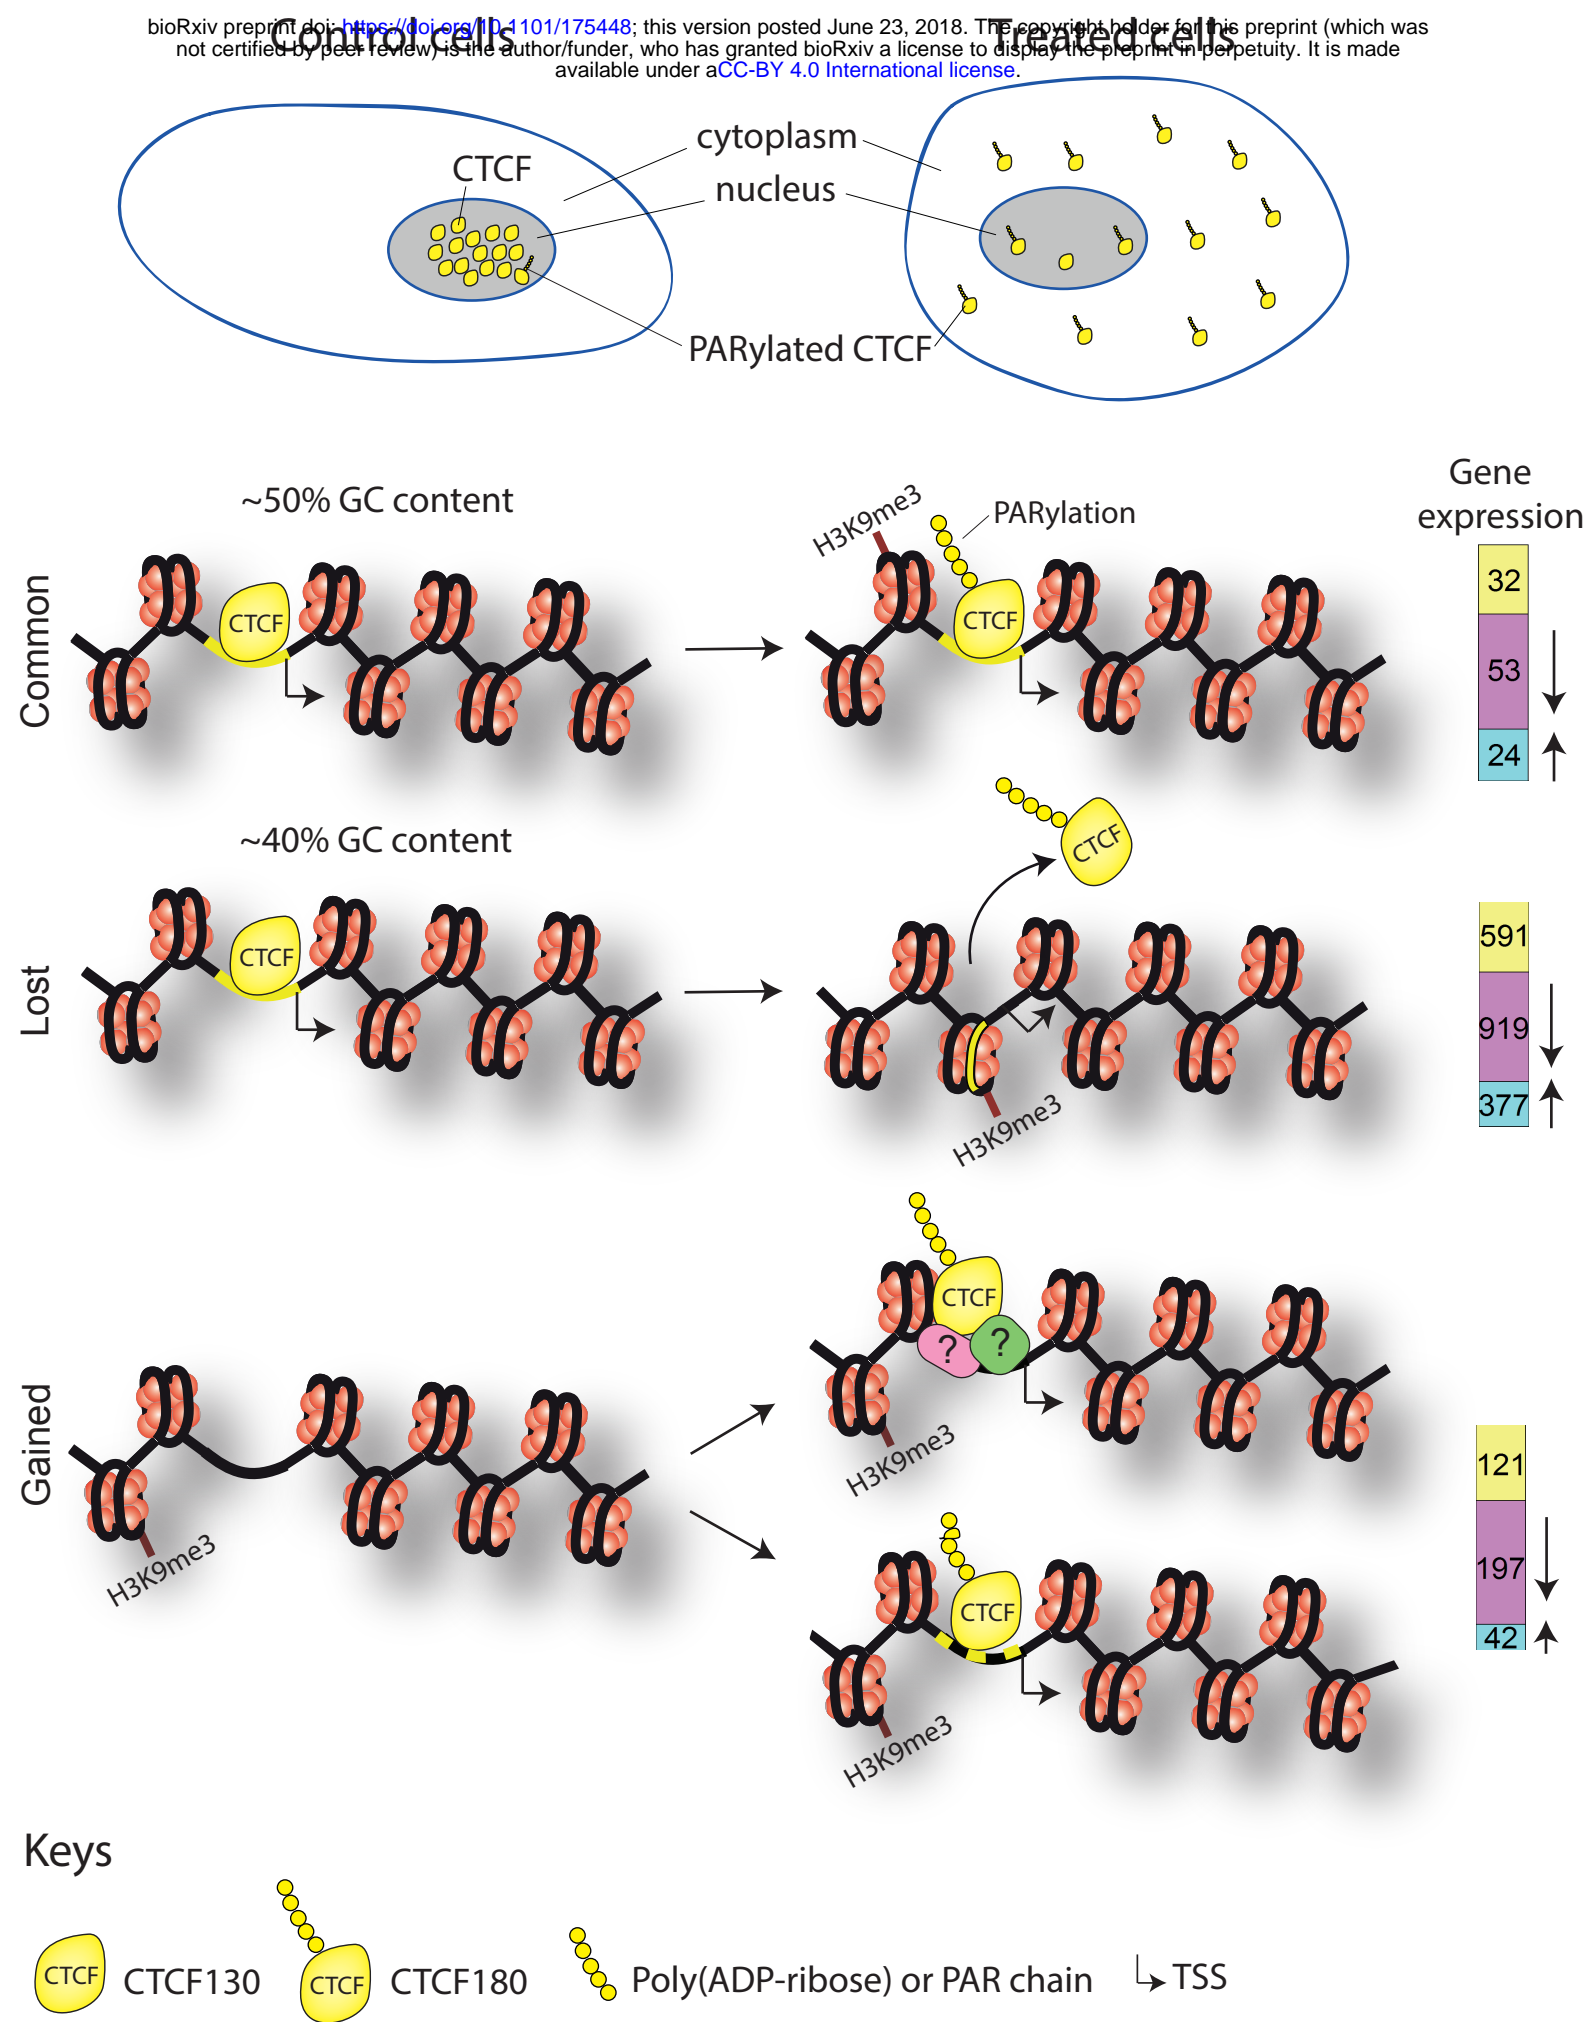 bioRxiv preprint doi: https://doi.org/10.1101/175448; this version posted June 23, 2018. The copyright holder for this preprint (which was
not certified by peer review) is the author/funder, who has granted bioRxiv a license to display the preprint in perpetuity. It is made
available under aCC-BY 4.0 International license.
Control cells
Treated cells
cytoplasm
CTCF
nucleus
PARylated CTCF
Gene
expression
~50% GC content
H3K9me3
PARylation
Common
CTCF
CTCF
32
53
24
~40% GC content
CTCF
Lost
CTCF
H3K9me3
591
919
377
Gained
H3K9me3
CTCF
? ?
H3K9me3
CTCF
H3K9me3
121
197
42
Keys
CTCF CTCF130
CTCF CTCF180
Poly(ADP-ribose) or PAR chain
TSS